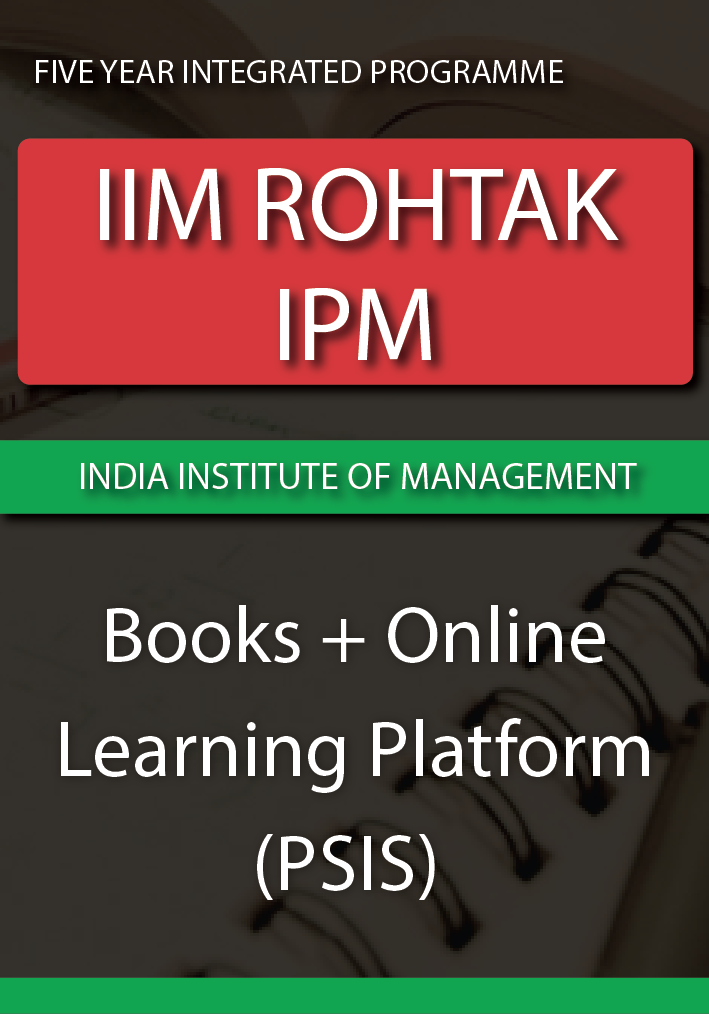 FIVE YEAR INTEGRATED PROGRAMME
IIM ROHTAK
IPM
INDIA INSTITUTE OF MANAGEMENT
Books + Online
Learning Platform
(PSIS)